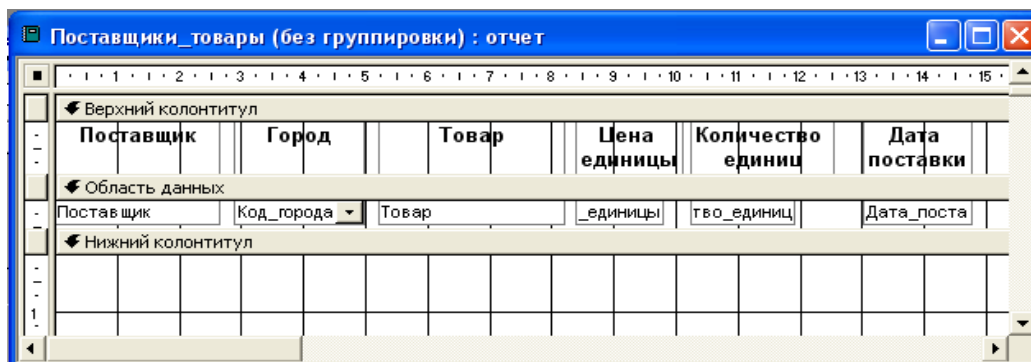 Поставщики_товары (без группировки) : отчет
1 2 3 4 5 6 7 8 9 10 11 12 13 14 15
Верхний колонтитул
Поставщик Город Товар Цена единицы Количество единиц Дата поставки
Область данных
Поставщик Код_города Товар _единицы тво_единиц Дата_поста
Нижний колонтитул
1